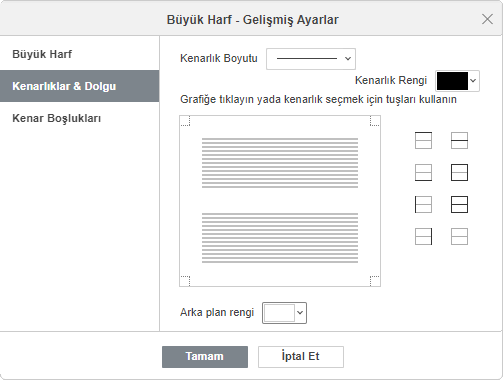 Büyük Harf - Gelişmiş Ayarlar
Büyük Harf
Kenarlıklar & Dolgu
Kenar Boşlukları
Kenarlık Boyutu
Kenarlık Rengi
Grafiğe tıklayın yada kenarlık seçmek için tuşları kullanın
Arka plan rengi
Tamam
İptal Et